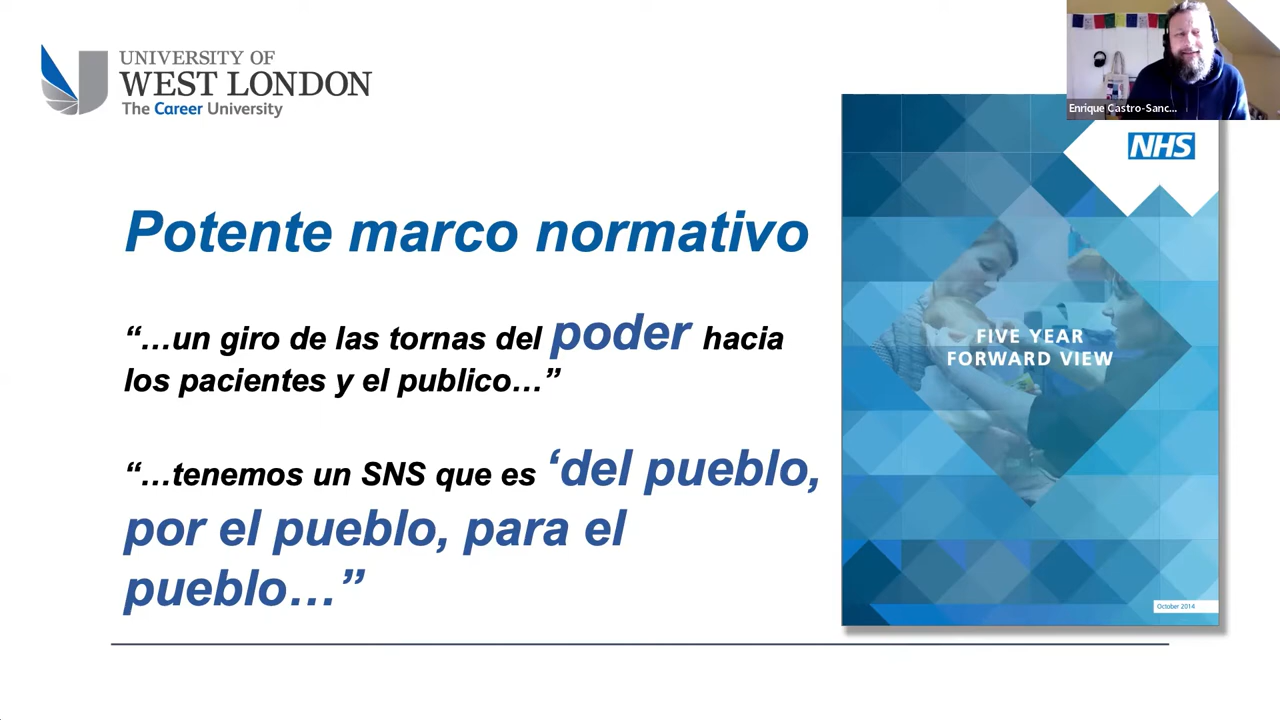 UNIVERSITY OF
WEST LONDON
The Career University
Enrique Castro-Sanc...
NHS
Potente marco normativo
“…un giro de las tornas del poder hacia
los pacientes y el publico…”
“…tenemos un SNS que es ‘del pueblo,
por el pueblo, para el
pueblo…”
FIVE YEAR
FORWARD VIEW
October 2014